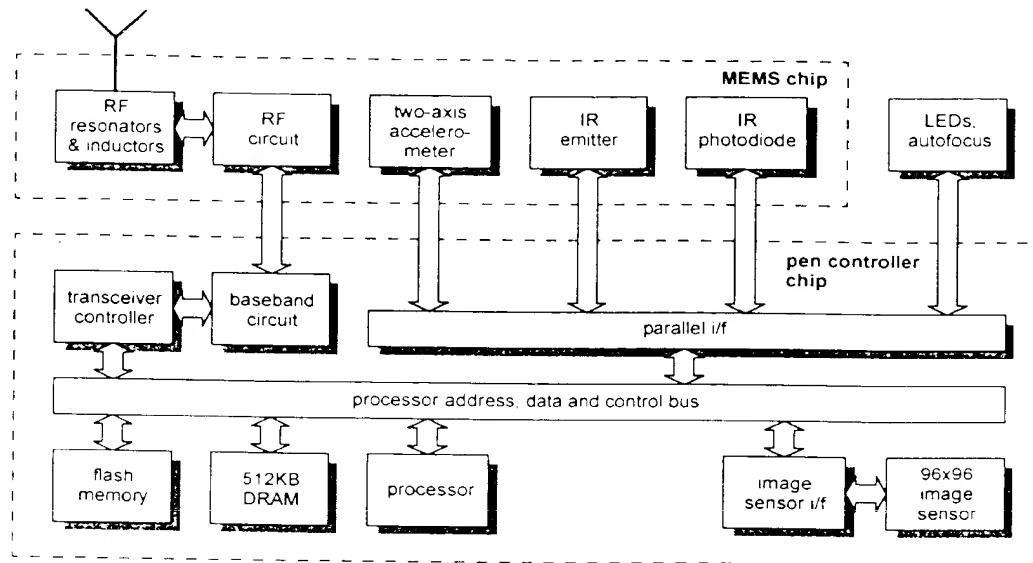 MEMS chip
RF
resonators
& inductors
RF
circuit
two-axis
accelero-
meter
IR
emitter
IR
photodiode
LEDs,
autofocus
pen controller
chip
transceiver
controller
baseband
circuit
parallel i/f
processor address, data and control bus
flash
memory
512KB
DRAM
processor
image
sensor i/f
96x96
image
sensor